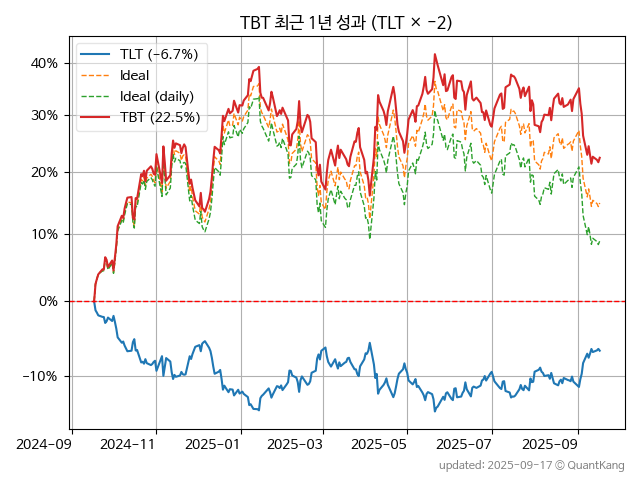 TBT 최근 1년 성과 (TLT × −2)
TLT (−6.7%)
Ideal
Ideal (daily)
TBT (22.5%)
40%
30%
20%
10%
0%
−10%
2024-09 2024-11 2025-01 2025-03 2025-05 2025-07 2025-09
updated: 2025-09-17 © QuantKang